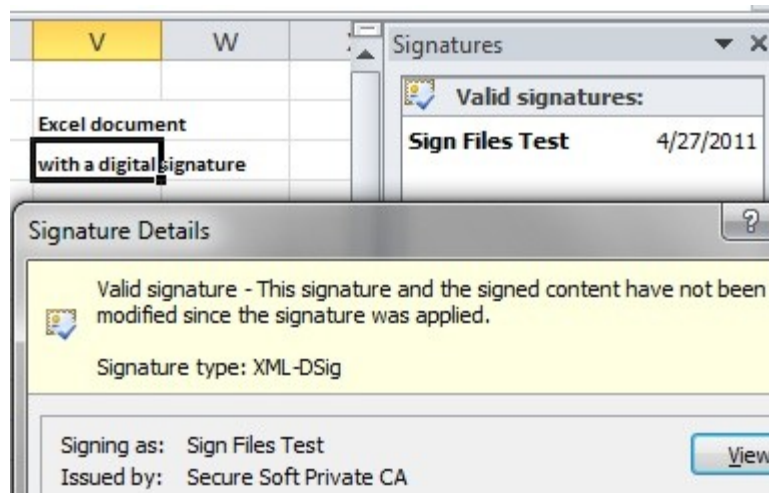 V W
Signatures
Valid signatures:
Excel document
Sign Files Test 4/27/2011
with a digital signature
Signature Details
?
Valid signature - This signature and the signed content have not been
modified since the signature was applied.
Signature type: XML-DSig
Signing as: Sign Files Test
View
Issued by: Secure Soft Private CA